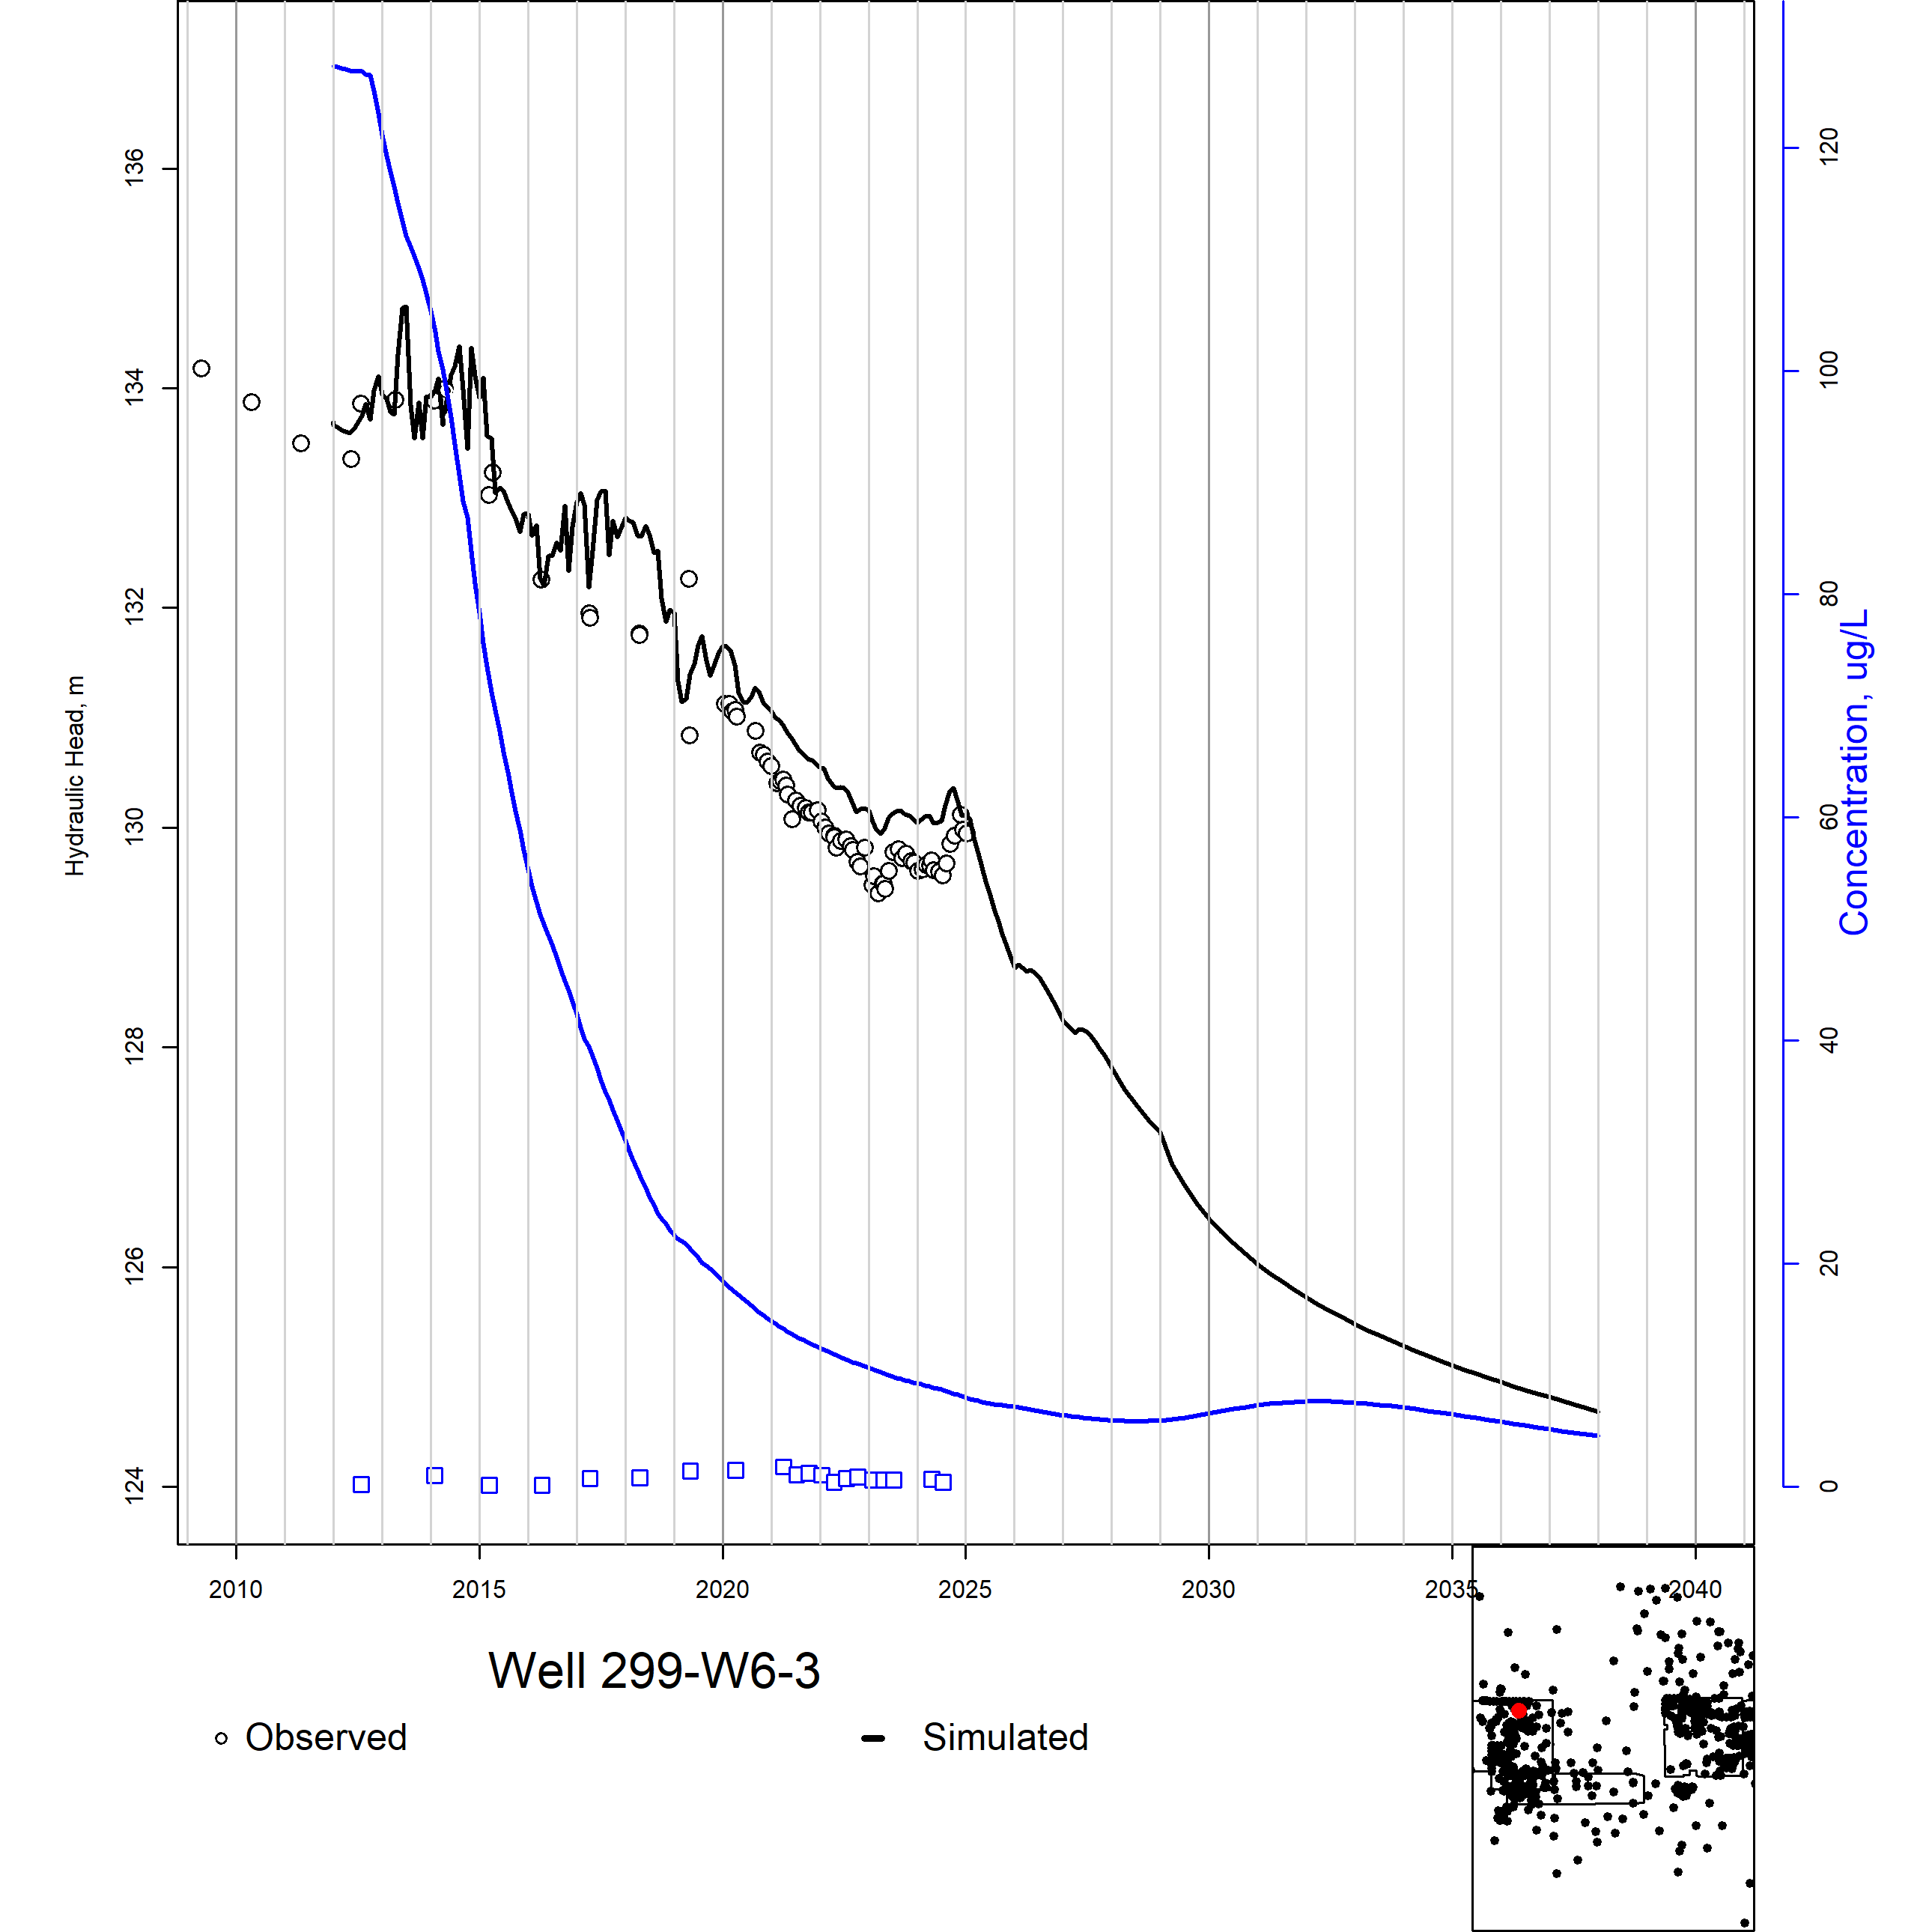 136
134
132
130
128
126
124
Hydraulic Head, m
120
100
80
60
40
20
0
Concentration, ug/L
2010 2015 2020 2025 2030 2035 2040
Well 299-W6-3
Observed Simulated